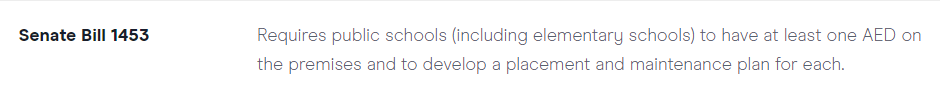 Senate Bill 1453
Requires public schools (including elementary schools) to have at least one AED on
the premises and to develop a placement and maintenance plan for each.